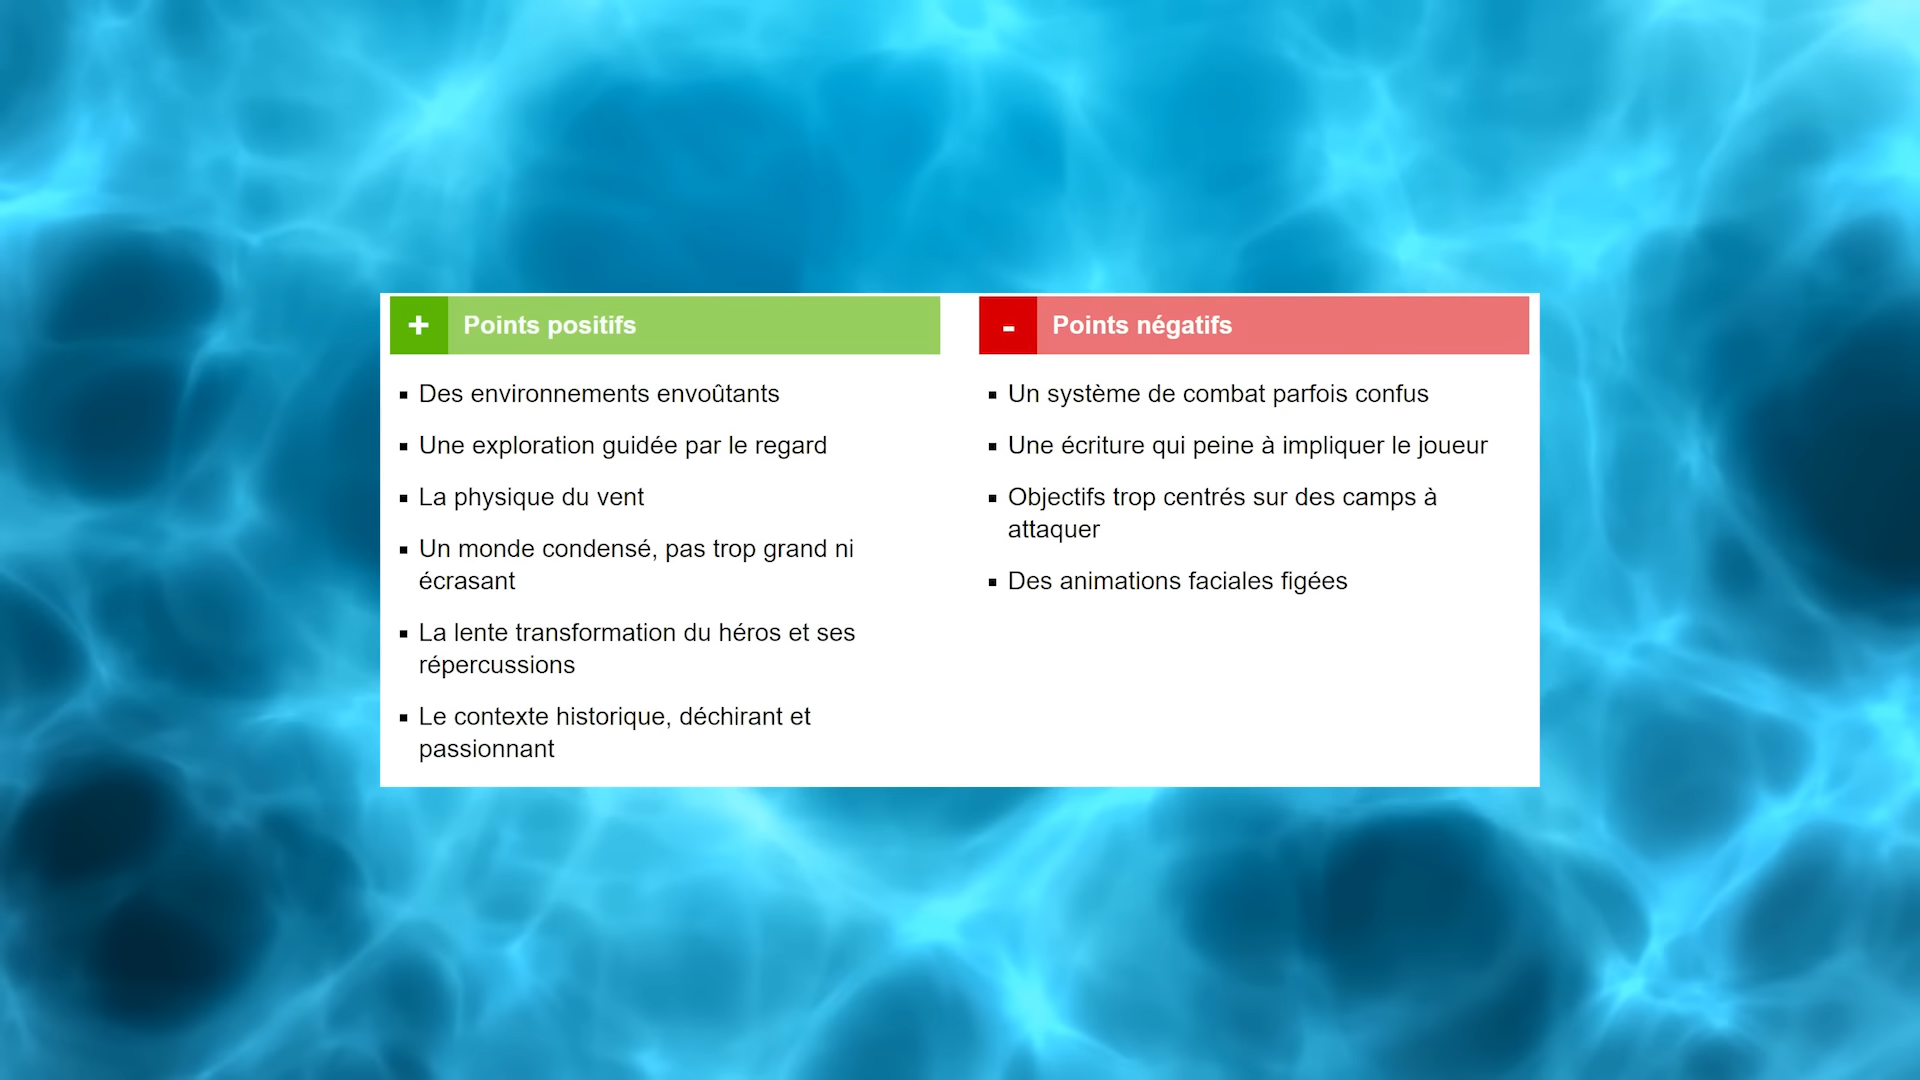 + Points positifs
▪ Des environnements envoûtants
▪ Une exploration guidée par le regard
▪ La physique du vent
▪ Un monde condensé, pas trop grand ni
écrasant
▪ La lente transformation du héros et ses
répercussions
▪ Le contexte historique, déchirant et
passionnant
- Points négatifs
▪ Un système de combat parfois confus
▪ Une écriture qui peine à impliquer le joueur
▪ Objectifs trop centrés sur des camps à
attaquer
▪ Des animations faciales figées